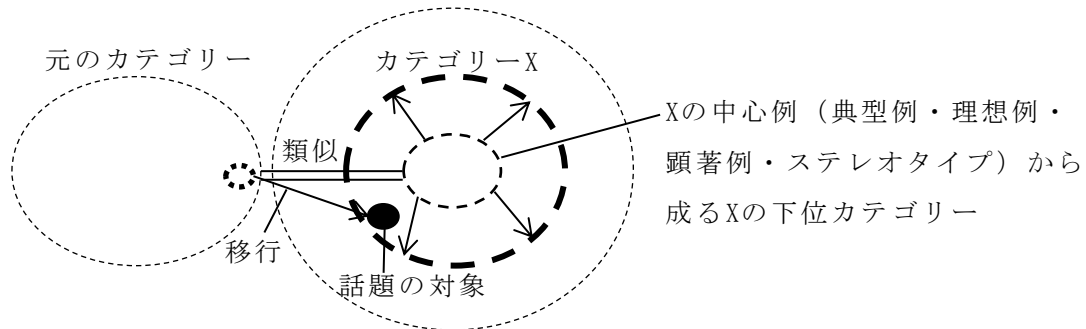 元のカテゴリー
カテゴリーX
Xの中心例（典型例・理想例・
顕著例・ステレオタイプ）から
成るXの下位カテゴリー
類似
移行
話題の対象